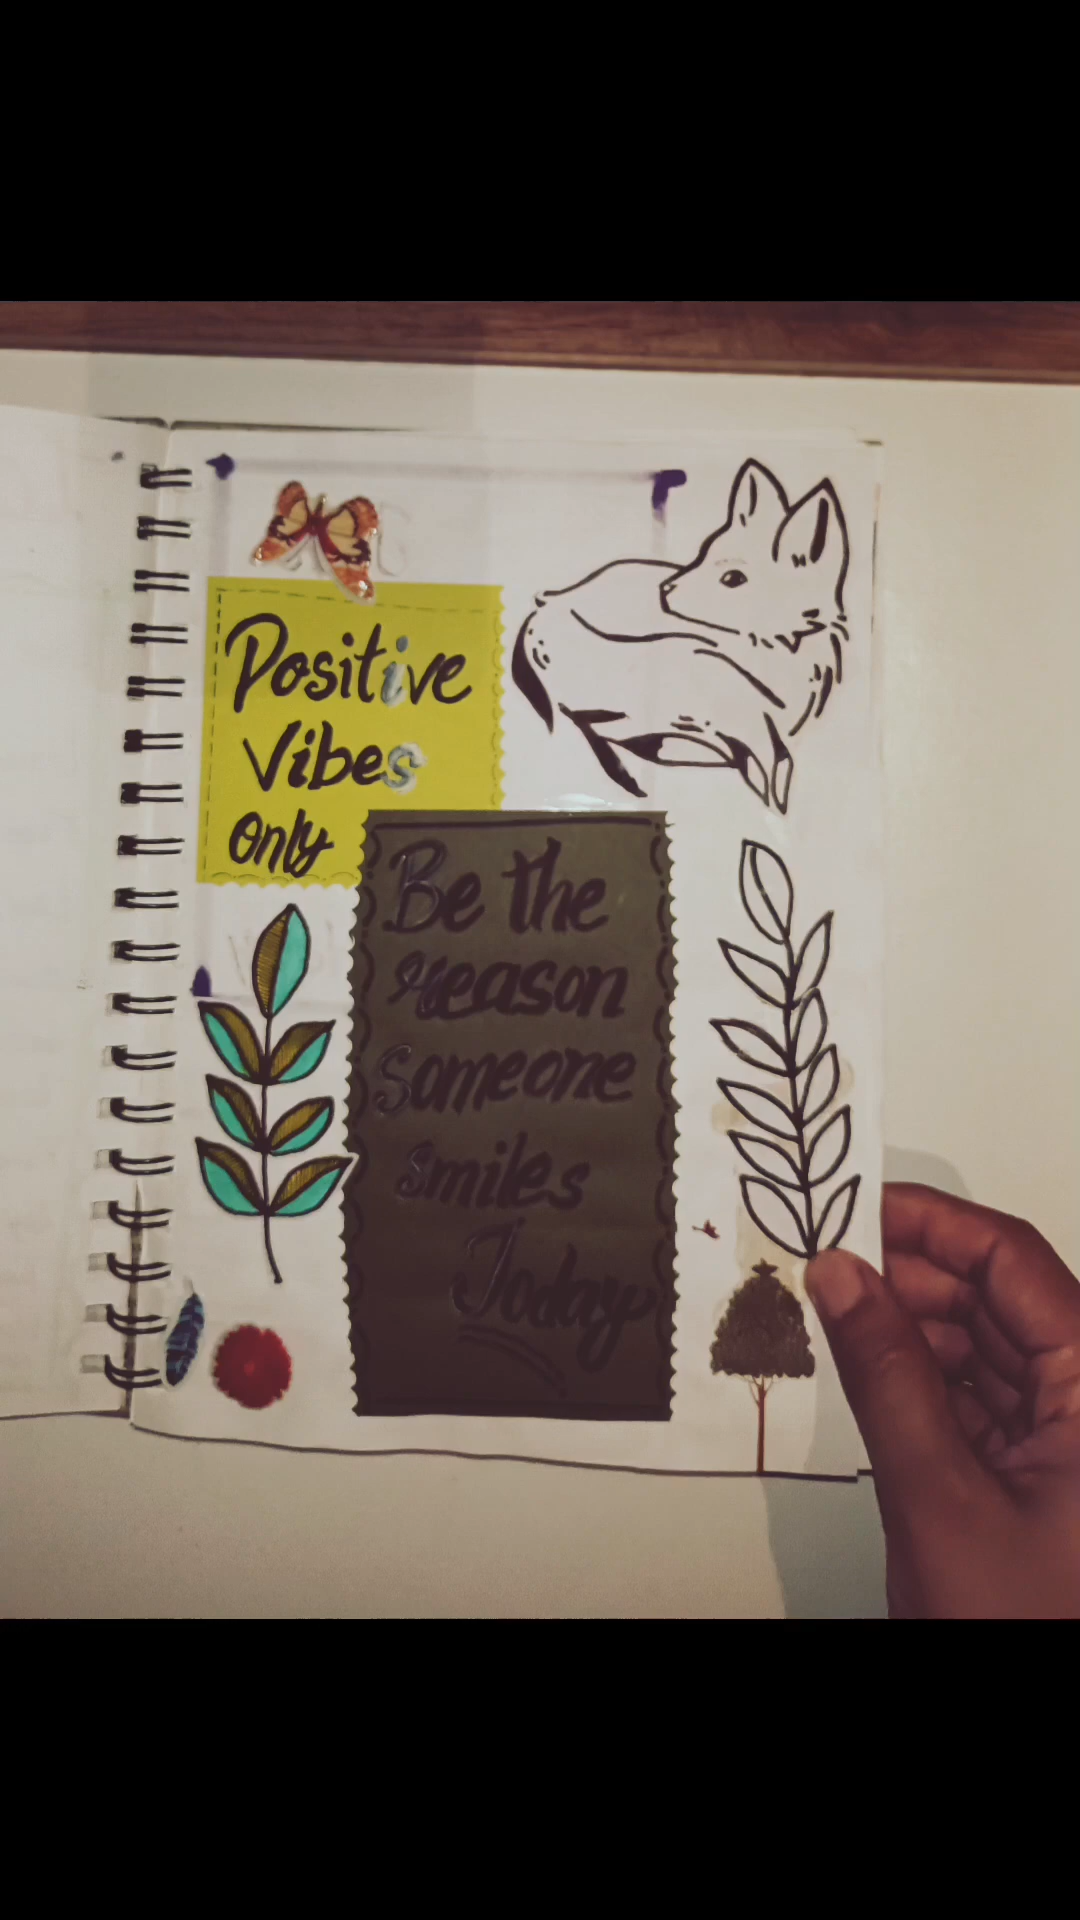 Positive
Vibes
only
Be the
reason
someone
smiles
Today